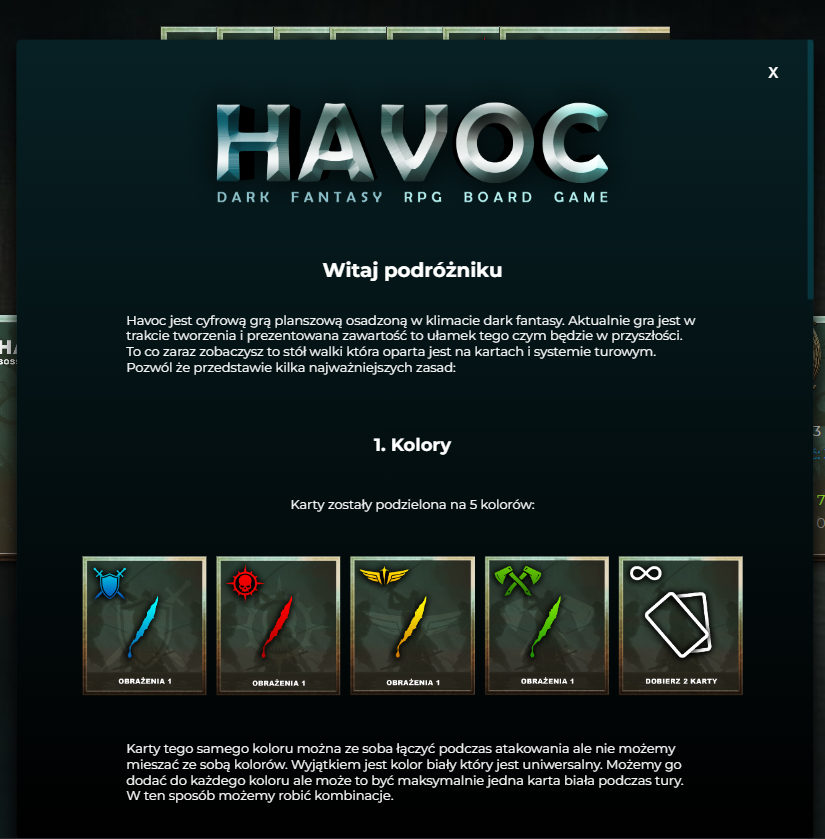 X
HAVOC
DARK FANTASY RPG BOARD GAME
Witaj podróżniku
Havoc jest cyfrową grą planszową osadzoną w klimacie dark fantasy. Aktualnie gra jest w
trakcie tworzenia i prezentowana zawartość to ułamek tego czym będzie w przyszłości.
To co zaraz zobaczysz to stół walki która oparta jest na kartach i systemie turowym.
Pozwól że przedstawie kilka najważniejszych zasad:
1. Kolory
Karty zostały podzielona na 5 kolorów:
OBRAŻENIA 1
OBRAŻENIA 1
OBRAŻENIA 1
OBRAŻENIA 1
DOBIERZ 2 KARTY
Karty tego samego koloru można ze soba łączyć podczas atakowania ale nie możemy
mieszać ze sobą kolorów. Wyjątkiem jest kolor biały który jest uniwersalny. Możemy go
dodać do każdego koloru ale może to być maksymalnie jedna karta biała podczas tury.
W ten sposób możemy robić kombinacje.